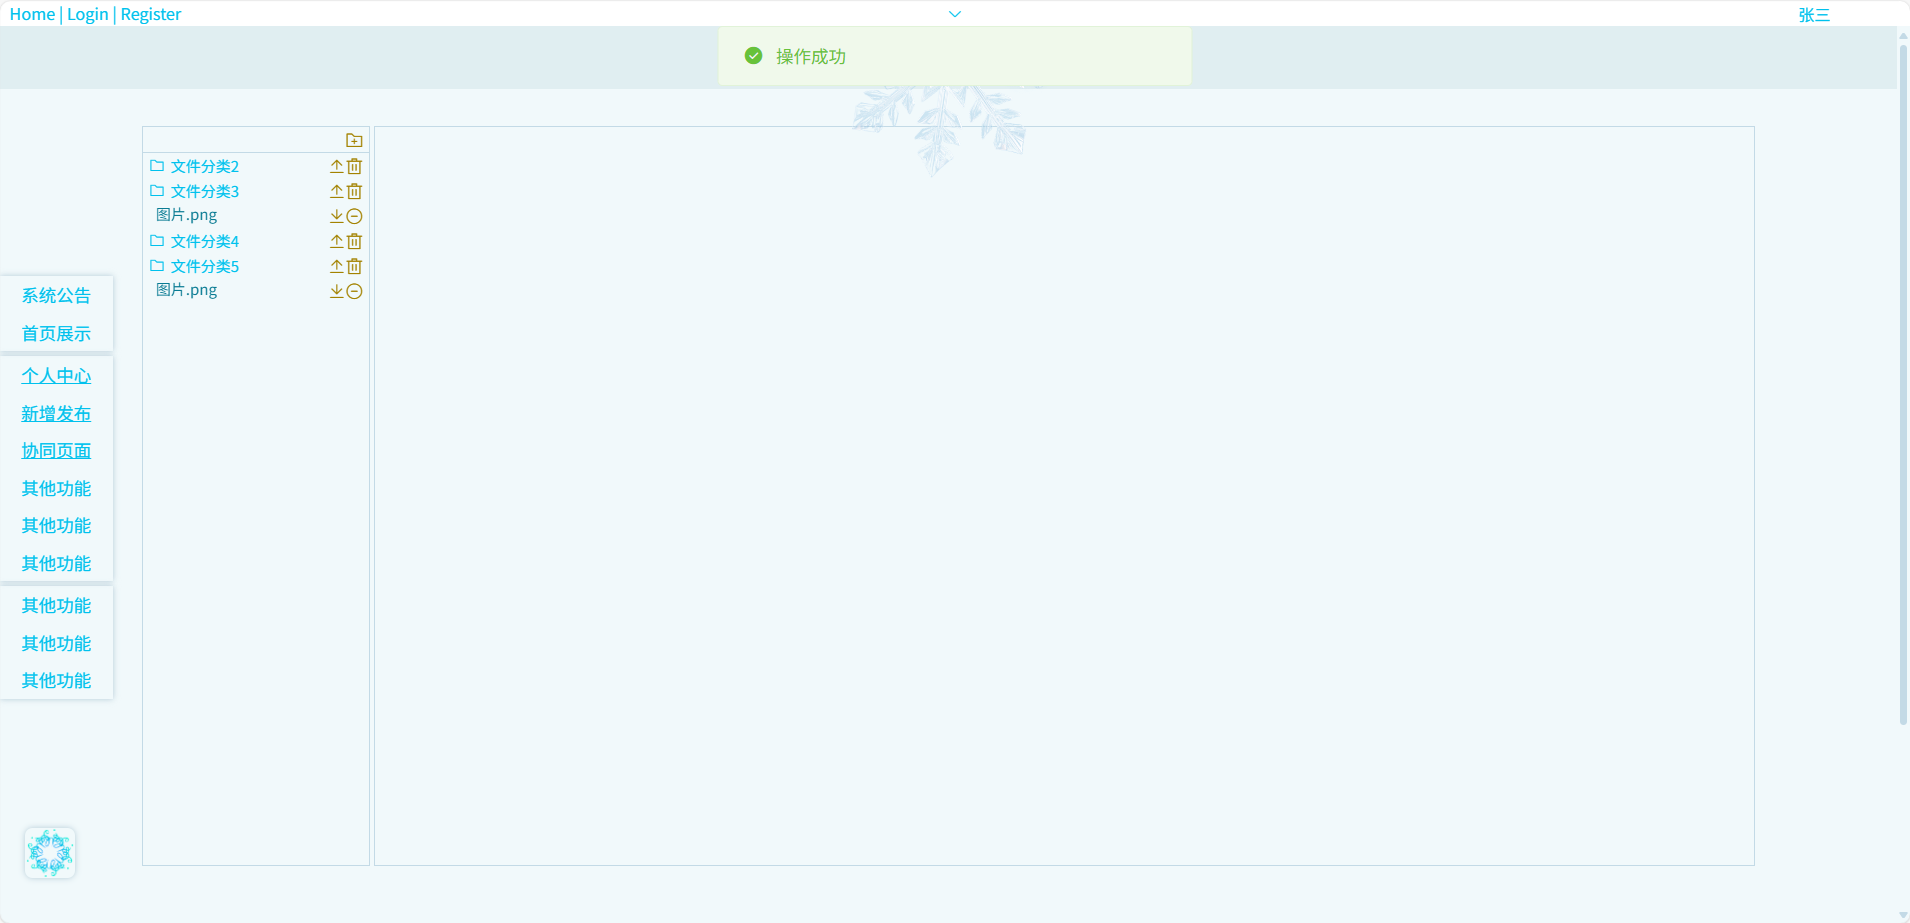 Home | Login | Register
张三
操作成功
文件分类2
文件分类3
图片.png
文件分类4
文件分类5
图片.png
系统公告
首页展示
个人中心
新增发布
协同页面
其他功能
其他功能
其他功能
其他功能
其他功能
其他功能